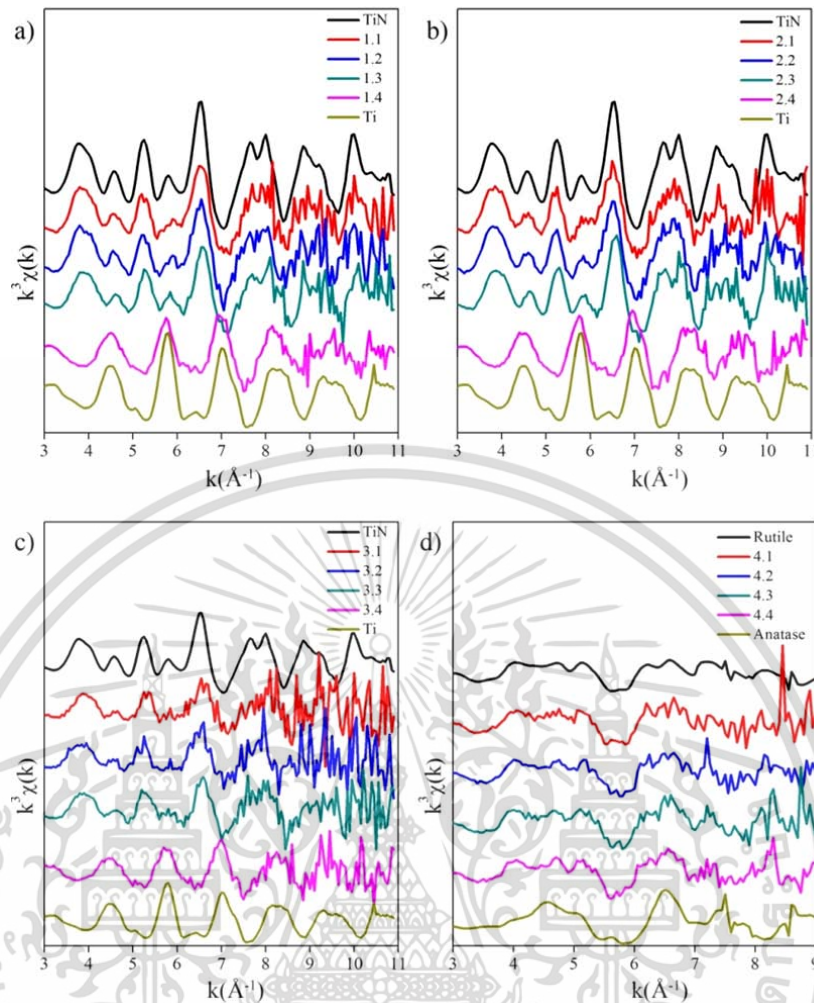 a)
TiN
1.1
1.2
1.3
1.4
Ti
k³χ(k)
3 4 5 6 7 8 9 10 11
k(Å⁻¹)
b)
TiN
2.1
2.2
2.3
2.4
Ti
k³χ(k)
3 4 5 6 7 8 9 10 11
k(Å⁻¹)
c)
TiN
3.1
3.2
3.3
3.4
Ti
k³χ(k)
3 4 5 6 7 8 9 10 11
k(Å⁻¹)
d)
Rutile
4.1
4.2
4.3
4.4
Anatase
k³χ(k)
3 4 5 6 7 8 9
k(Å⁻¹)